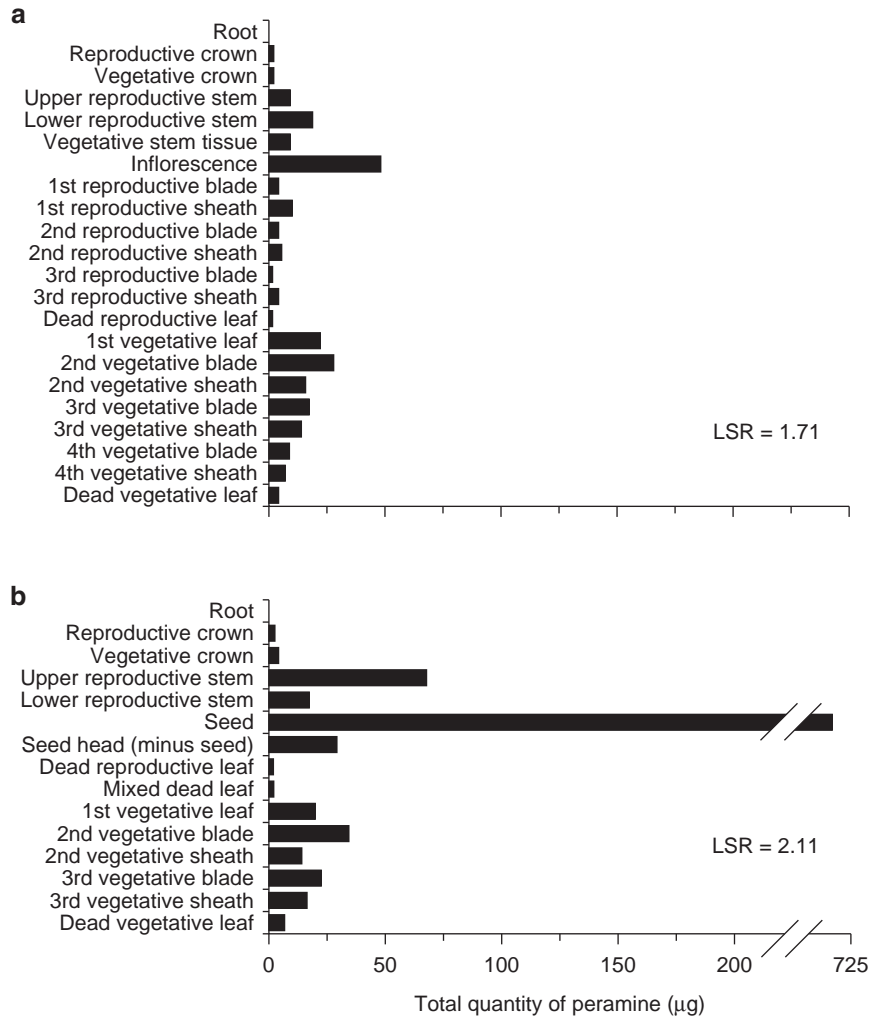 a
Root
Reproductive crown
Vegetative crown
Upper reproductive stem
Lower reproductive stem
Vegetative stem tissue
Inflorescence
1st reproductive blade
1st reproductive sheath
2nd reproductive blade
2nd reproductive sheath
3rd reproductive blade
3rd reproductive sheath
Dead reproductive leaf
1st vegetative leaf
2nd vegetative blade
2nd vegetative sheath
3rd vegetative blade
3rd vegetative sheath
4th vegetative blade
4th vegetative sheath
Dead vegetative leaf
LSR = 1.71
b
Root
Reproductive crown
Vegetative crown
Upper reproductive stem
Lower reproductive stem
Seed
Seed head (minus seed)
Dead reproductive leaf
Mixed dead leaf
1st vegetative leaf
2nd vegetative blade
2nd vegetative sheath
3rd vegetative blade
3rd vegetative sheath
Dead vegetative leaf
LSR = 2.11
0 50 100 150 200 725
Total quantity of peramine (μg)